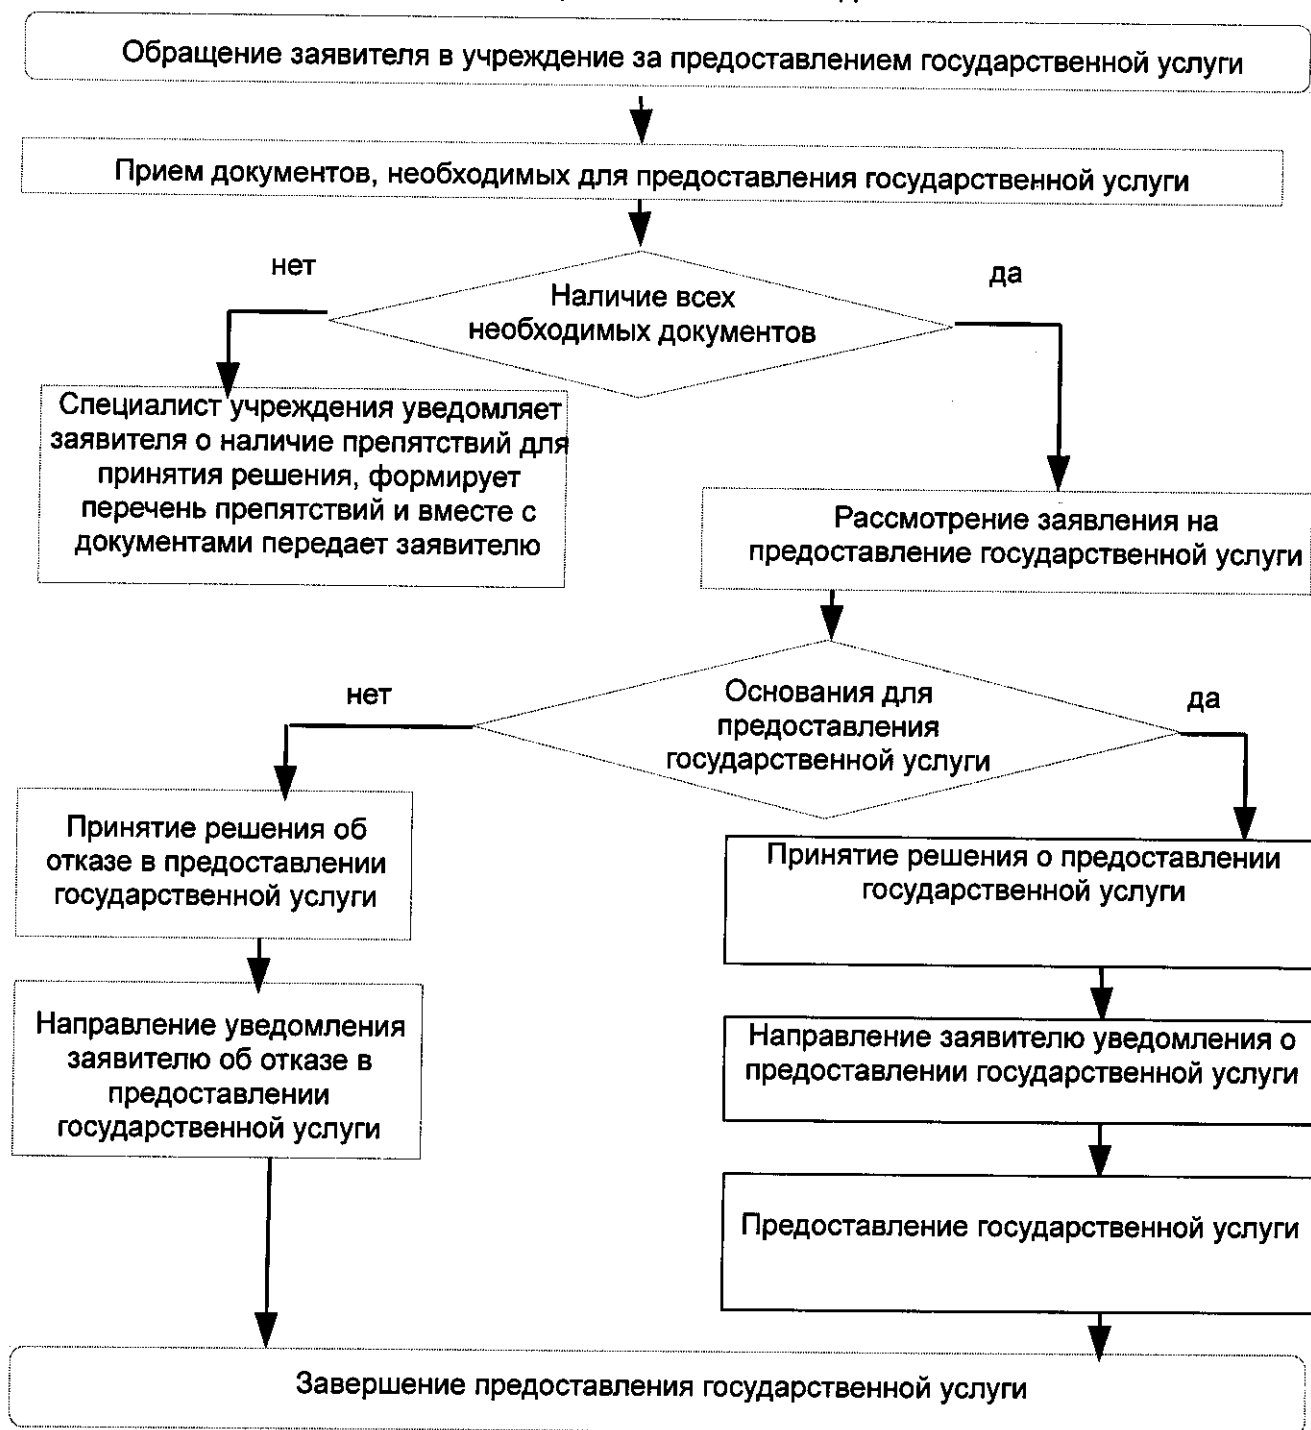 Обращение заявителя в учреждение за предоставлением государственной услуги
Прием документов, необходимых для предоставления государственной услуги
нет
да
Наличие всех
необходимых документов
Специалист учреждения уведомляет
заявителя о наличие препятствий для
принятия решения, формирует
перечень препятствий и вместе с
документами передает заявителю
Рассмотрение заявления на
предоставление государственной услуги
нет
да
Основания для
предоставления
государственной услуги
Принятие решения об
отказе в предоставлении
государственной услуги
Принятие решения о предоставлении
государственной услуги
Направление уведомления
заявителю об отказе в
предоставлении
государственной услуги
Направление заявителю уведомления о
предоставлении государственной услуги
Предоставление государственной услуги
Завершение предоставления государственной услуги